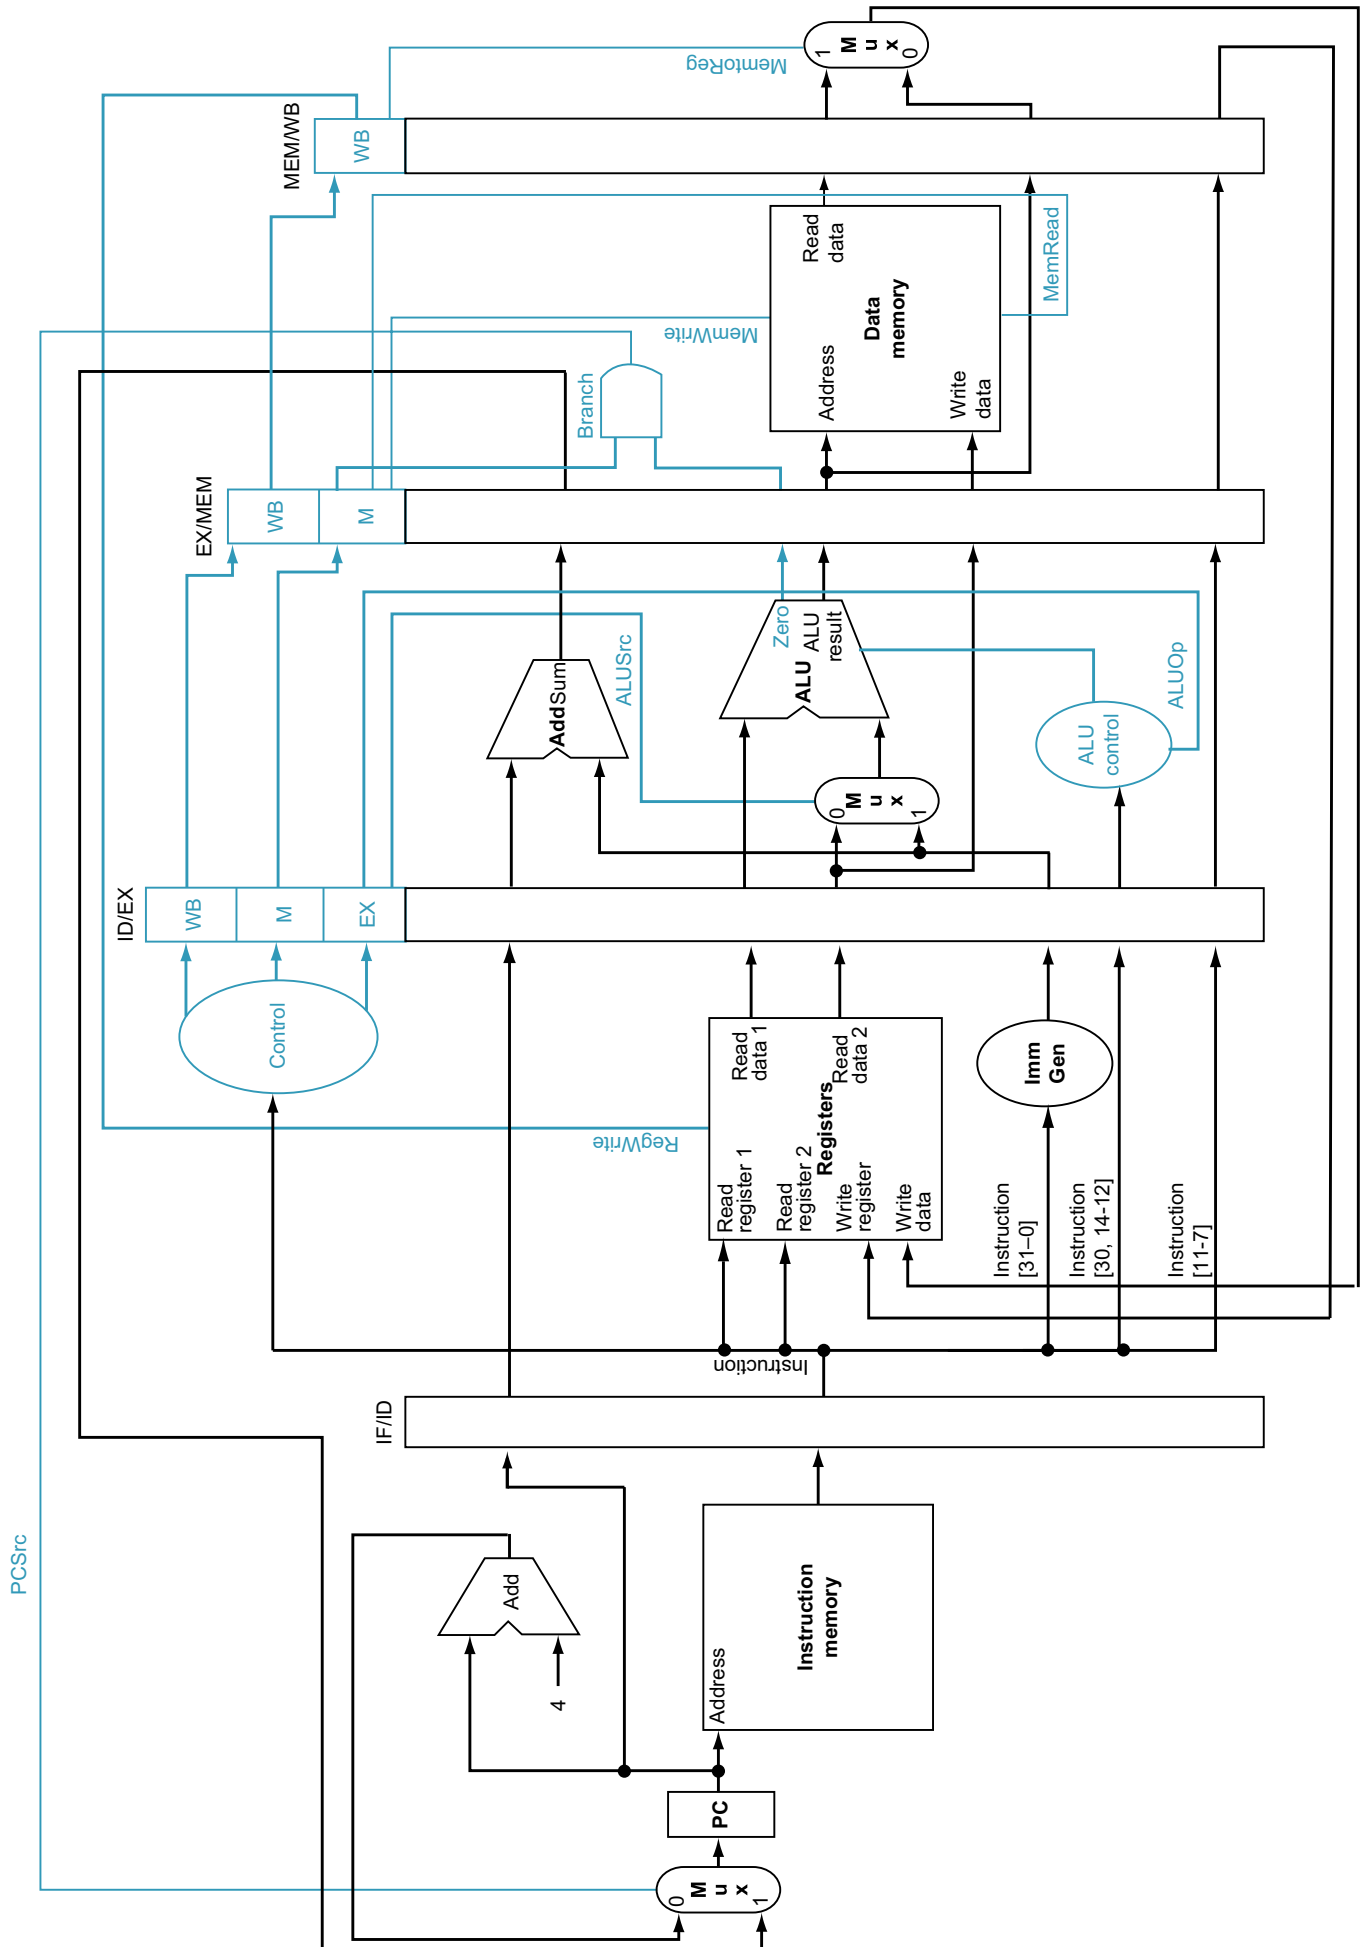 PCSrc
IF/ID
ID/EX
EX/MEM
MEM/WB
WB
M
EX
WB
M
WB
Control
RegWrite
ALUSrc
Branch
MemWrite
MemtoReg
Add
4
0
M
u
x
1
PC
Address
Instruction
memory
Instruction
Read
register 1
Read
register 2
Registers
Write
register
Write
data
Read
data 1
Read
data 2
Instruction
[31–0]
Imm
Gen
Instruction
[30, 14-12]
Instruction
[11-7]
Add
Sum
0
M
u
x
1
ALU
Zero
ALU
result
ALU
control
ALUOp
Address
Write
data
Data
memory
Read
data
MemRead
1
M
u
x
0